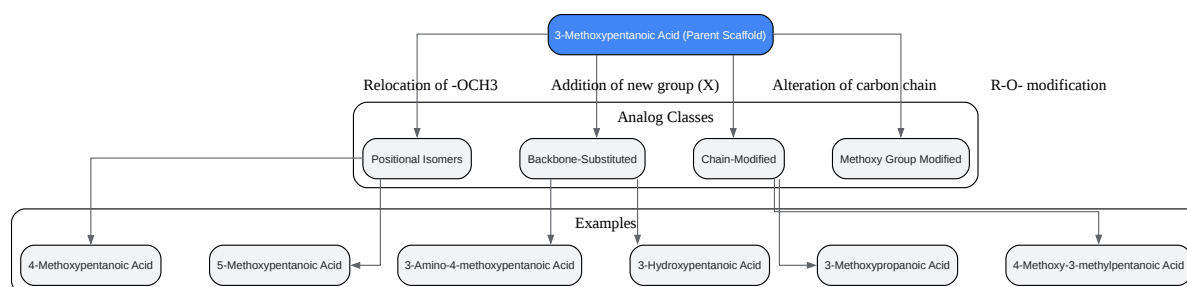 3-Methoxypentanoic Acid (Parent Scaffold)
Relocation of -OCH3
Addition of new group (X)
Alteration of carbon chain
R-O- modification
Analog Classes
Positional Isomers
Backbone-Substituted
Chain-Modified
Methoxy Group Modified
Examples
4-Methoxypentanoic Acid
5-Methoxypentanoic Acid
3-Amino-4-methoxypentanoic Acid
3-Hydroxypentanoic Acid
3-Methoxypropanoic Acid
4-Methoxy-3-methylpentanoic Acid